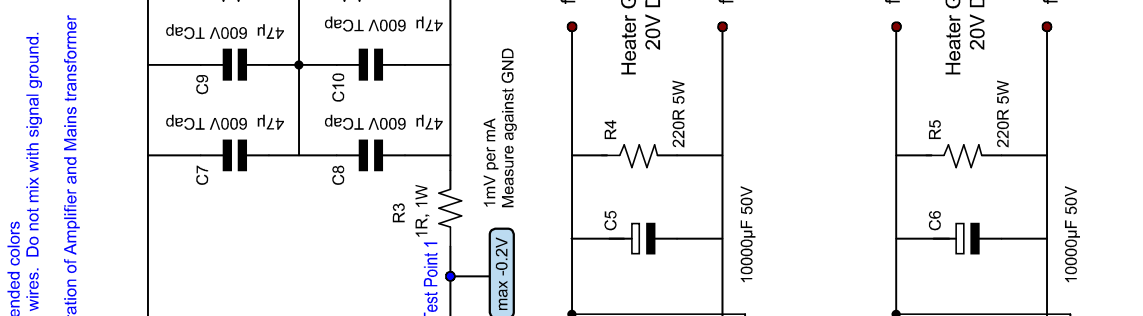 ended colors
wires. Do not mix with signal ground.
ration of Amplifier and Mains transformer
47µ 600V TCap
47µ 600V TCap
C9
C10
47µ 600V TCap
47µ 600V TCap
C7
C8
R3
1R, 1W
Test Point 1
max -0.2V
1mV per mA
Measure against GND
Heater G
20V D
R4
220R 5W
C5
10000µF 50V
Heater G
20V D
R5
220R 5W
C6
10000µF 50V